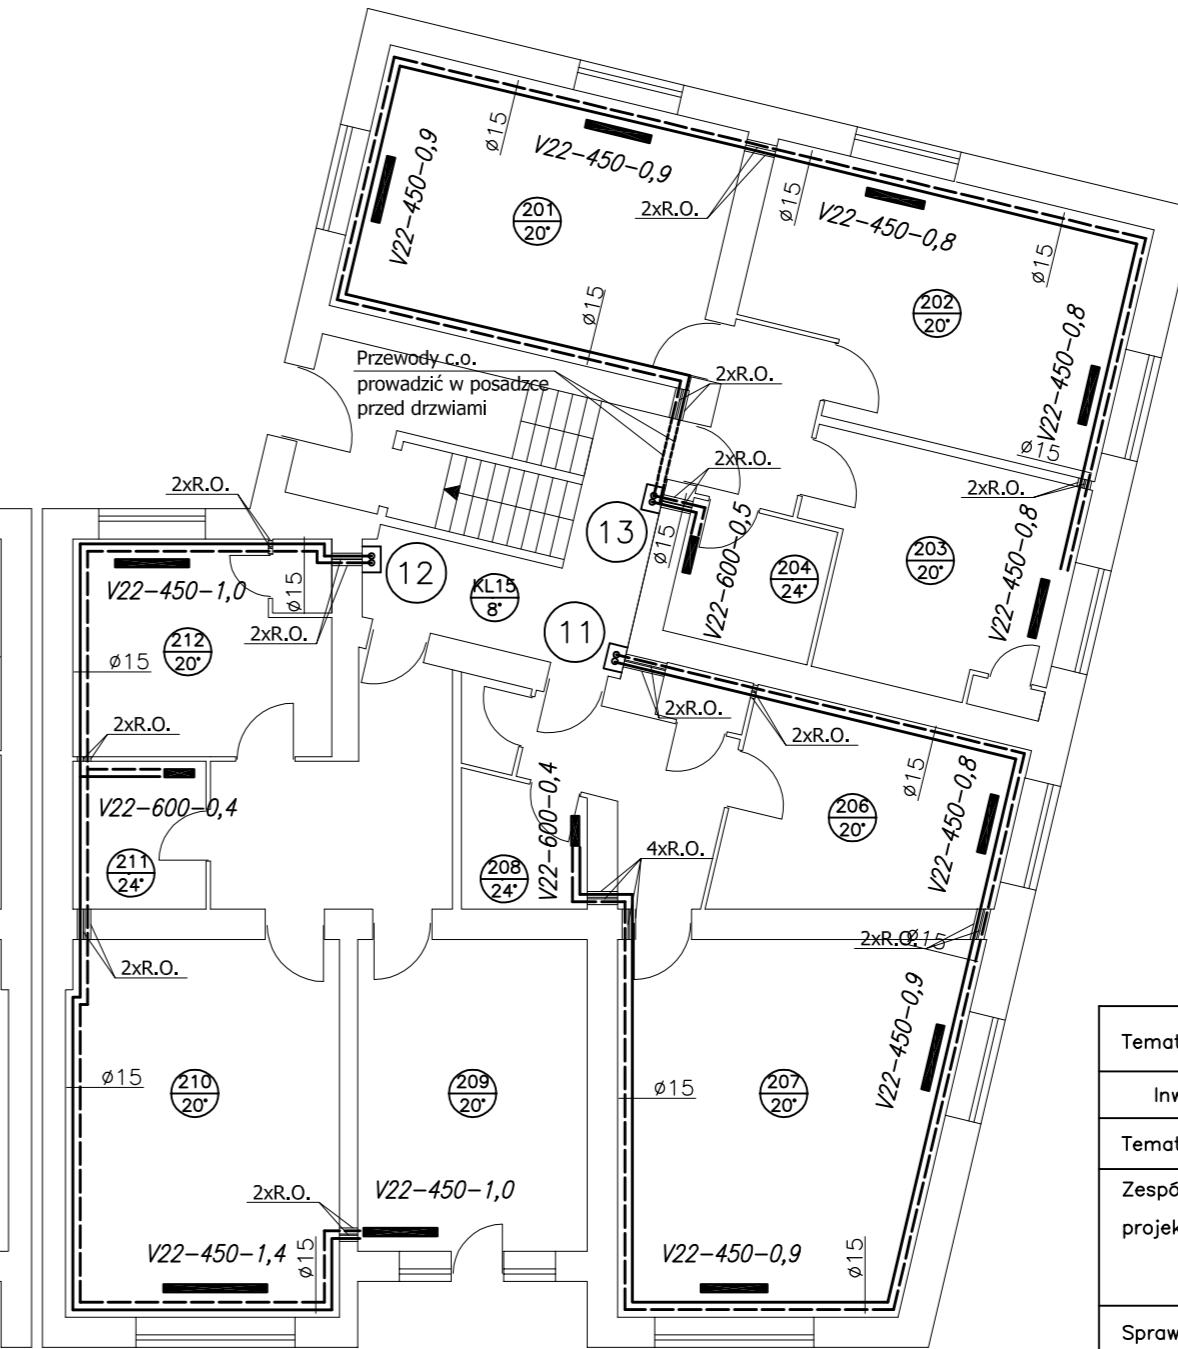 ø15
V22-450-0,9
V22-450-0,9
201
20°
2xR.O.
ø15
V22-450-0,8
ø15
202
20°
ø15
V22-450-0,8
Przewody c.o.
prowadzić w posadzce
przed drzwiami
2xR.O.
ø15
2xR.O.
2xR.O.
2xR.O.
13
ø15
V22-600-0,5
204
24°
203
20°
V22-450-0,8
12
KL15
8°
V22-450-1,0
ø15
2xR.O.
11
212
20°
ø15
2xR.O.
2xR.O.
2xR.O.
ø15
V22-600-0,4
V22-600-0,4
206
20°
V22-450-0,8
211
24°
208
24°
4xR.O.
2xR.O.
ø15
2xR.O.
V22-450-0,9
ø15
210
20°
209
20°
ø15
207
20°
2xR.O.
V22-450-1,0
V22-450-1,4
ø15
V22-450-0,9
ø15
Temat
Inw
Temat
Zespó
projek
Spraw